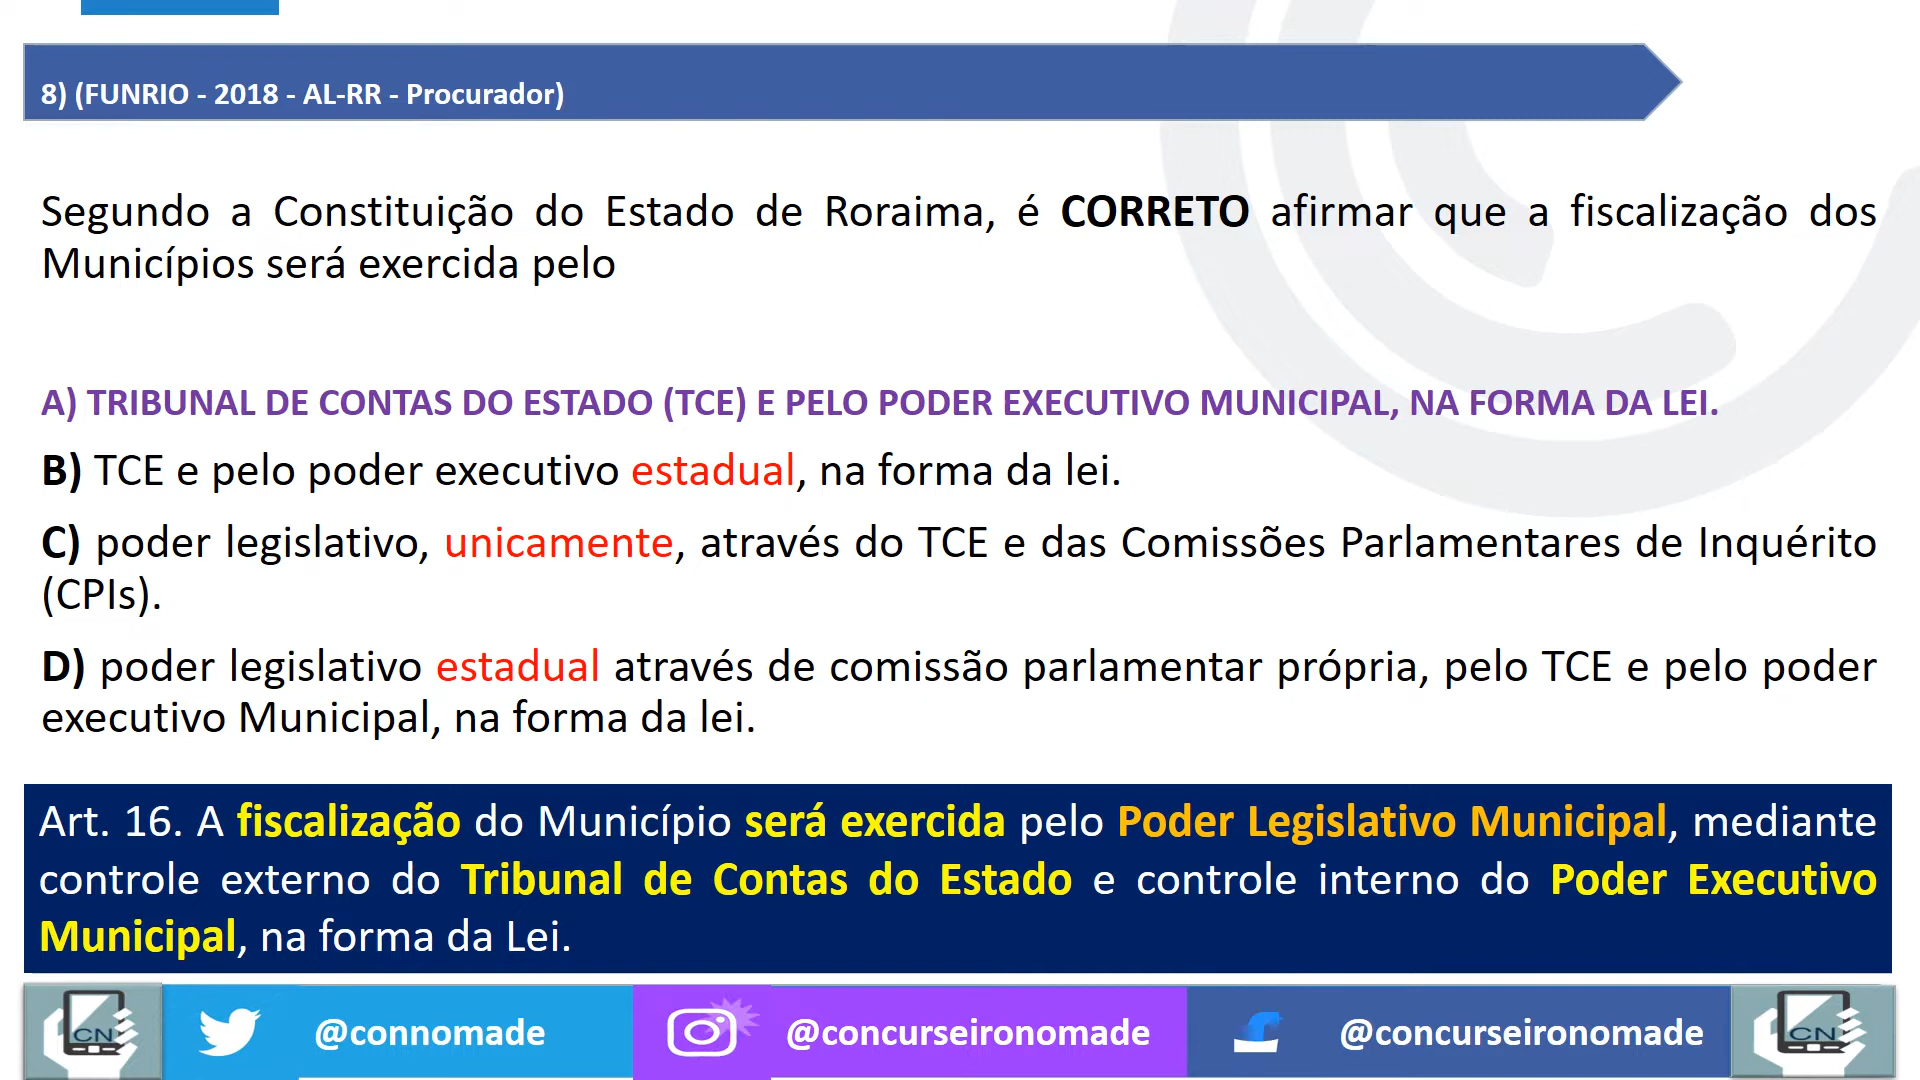 8) (FUNRIO - 2018 - AL-RR - Procurador)
Segundo a Constituição do Estado de Roraima, é CORRETO afirmar que a fiscalização dos
Municípios será exercida pelo
A) TRIBUNAL DE CONTAS DO ESTADO (TCE) E PELO PODER EXECUTIVO MUNICIPAL, NA FORMA DA LEI.
B) TCE e pelo poder executivo estadual, na forma da lei.
C) poder legislativo, unicamente, através do TCE e das Comissões Parlamentares de Inquérito
(CPIs).
D) poder legislativo estadual através de comissão parlamentar própria, pelo TCE e pelo poder
executivo Municipal, na forma da lei.
Art. 16. A fiscalização do Município será exercida pelo Poder Legislativo Municipal, mediante
controle externo do Tribunal de Contas do Estado e controle interno do Poder Executivo
Municipal, na forma da Lei.
CN @connomade @concurseironomade @concurseironomade CN